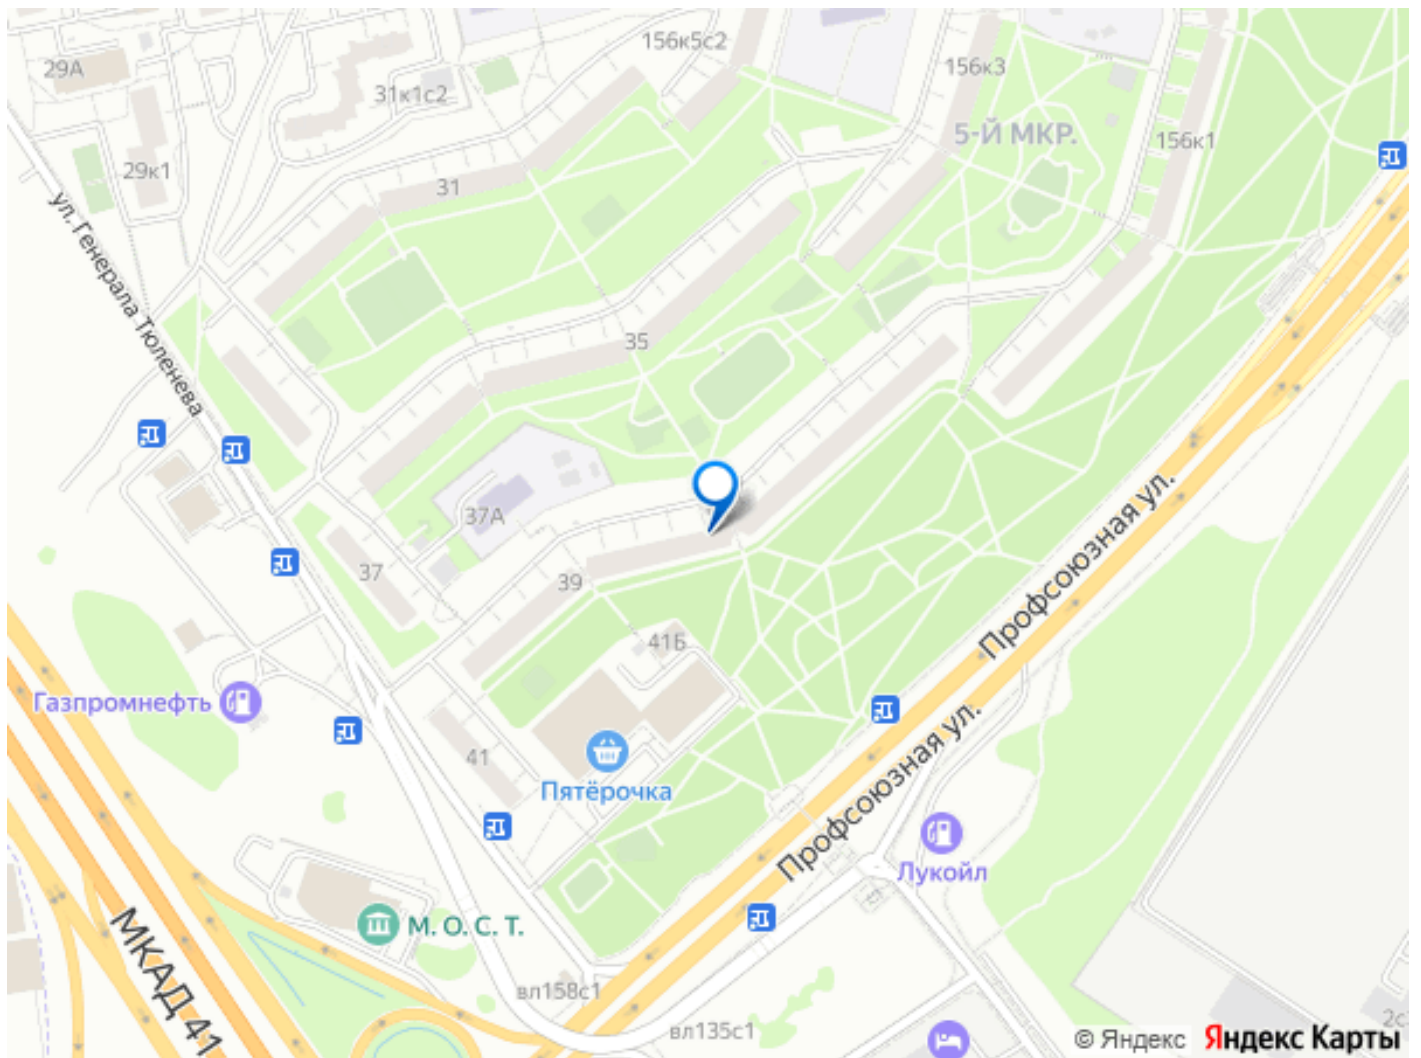 156к5с2
29А
156к3
31к1с2
5-Й МКР.
156к1
29к1
31
ул. Генерала Тюленева
35
37А
Профсоюзная ул.
37
39
41Б
Газпромнефть
Профсоюзная ул.
41
Пятёрочка
Лукойл
М. О. С. Т.
МКАД 41
вл158с1
вл135с1
2с
© Яндекс Яндекс Карты